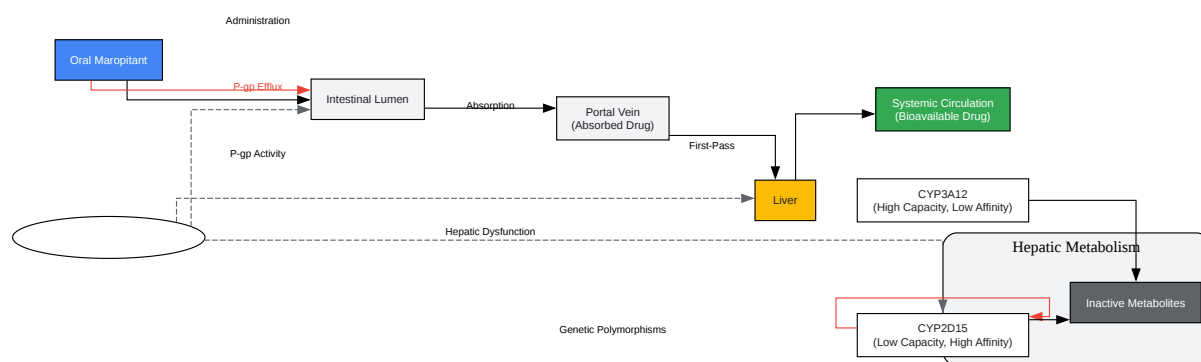 Administration
Oral Maropitant
P-gp Efflux
Intestinal Lumen
Absorption
Portal Vein
(Absorbed Drug)
Systemic Circulation
(Bioavailable Drug)
First-Pass
P-gp Activity
Liver
CYP3A12
(High Capacity, Low Affinity)
Hepatic Dysfunction
Hepatic Metabolism
Inactive Metabolites
Genetic Polymorphisms
CYP2D15
(Low Capacity, High Affinity)